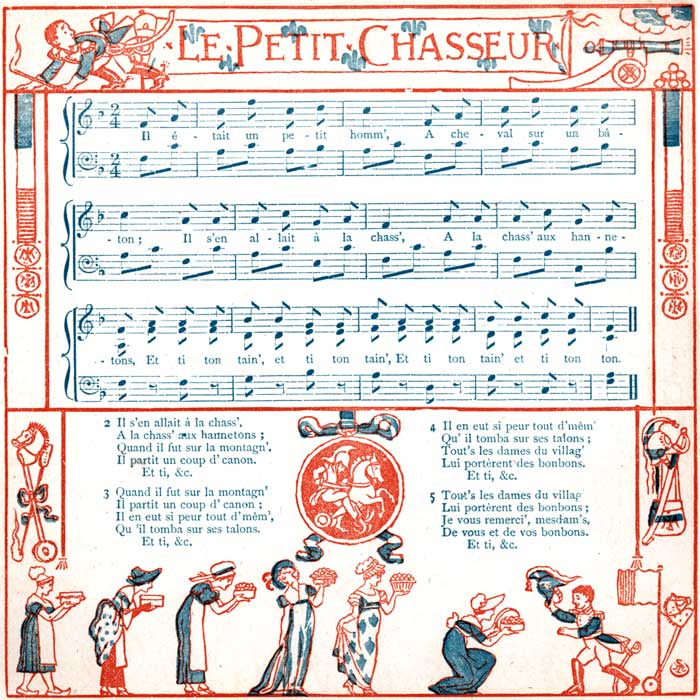 LE PETIT CHASSEUR
Il é - tait un pe - tit homm', A che - val sur un bâ -
- ton ; Il s'en al - lait à la chass', A la chass' aux han - ne -
- tons, Et ti ton tain', et ti ton tain', Et ti ton tain' et ti ton ton.
2 Il s'en allait à la chass',
A la chass' aux hannetons ;
Quand il fut sur la montagn',
Il partit un coup d' canon.
Et ti, &c.
3 Quand il fut sur la montagn'
Il partit un coup d' canon ;
Il en eut si peur tout d' mêm',
Qu 'il tomba sur ses talons.
Et ti, &c.
4 Il en eut si peur tout d'mêm'
Qu' il tomba sur ses talons ;
Tout's les dames du villag'
Lui portèrent des bonbons.
Et ti, &c.
5 Tout's les dames du villag'
Lui portèrent des bonbons ;
Je vous remerci', mesdam's,
De vous et de vos bonbons.
Et ti, &c.